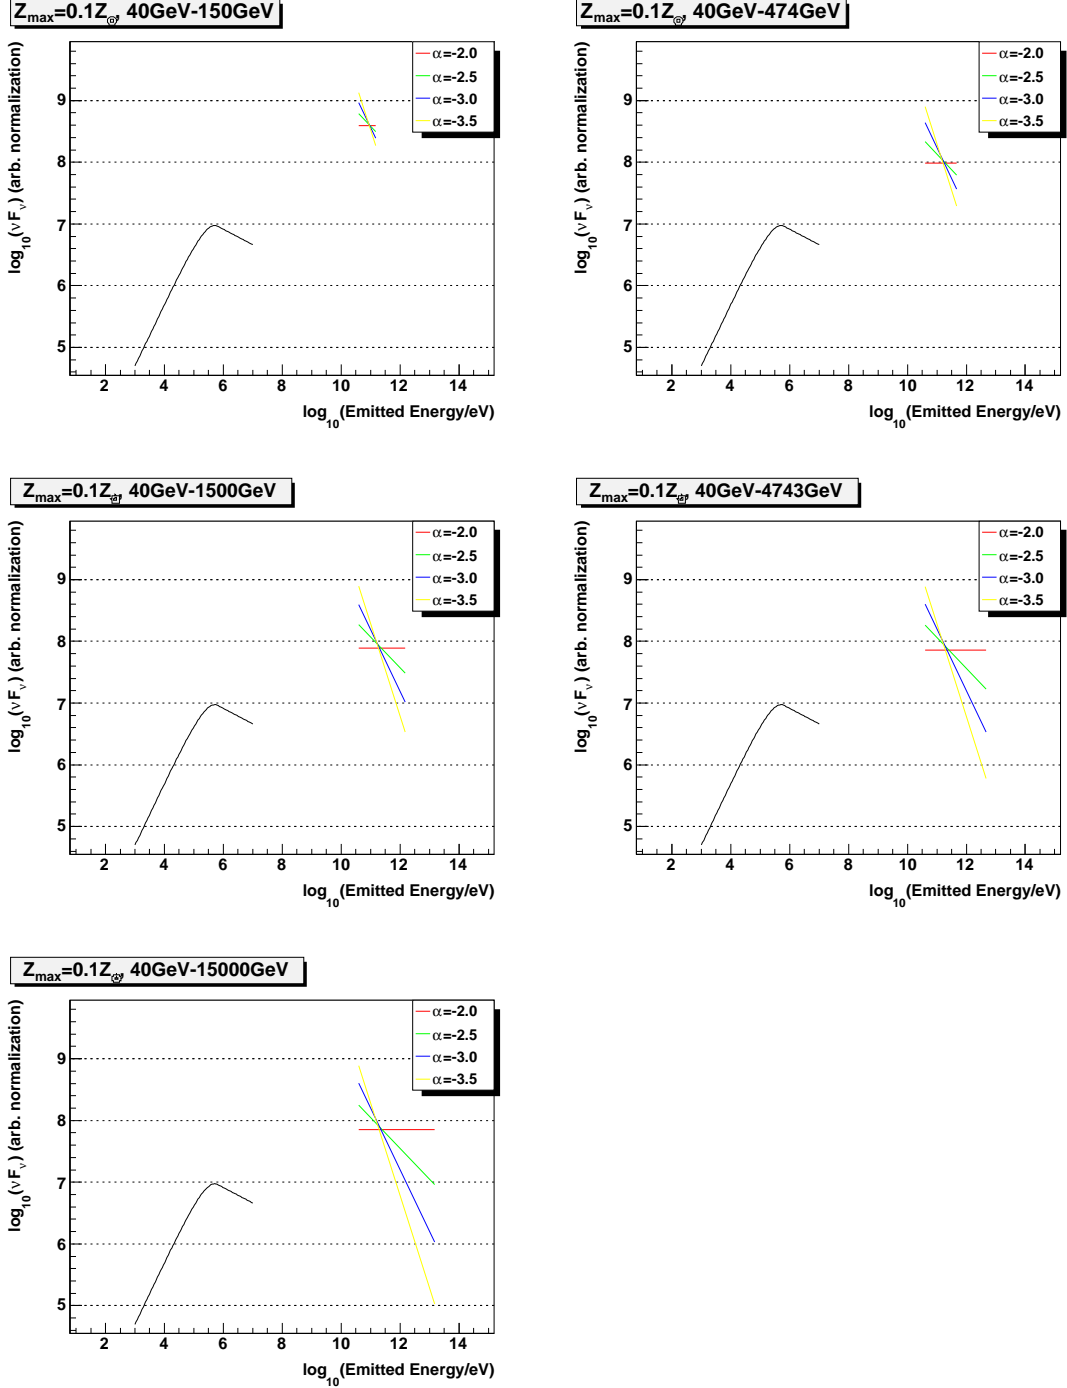 Zmax=0.1Z⊙, 40GeV-150GeV
log10(νFν) (arb. normalization)
α=-2.0
α=-2.5
α=-3.0
α=-3.5
9
8
7
6
5
2 4 6 8 10 12 14
log10(Emitted Energy/eV)
Zmax=0.1Z⊙, 40GeV-474GeV
log10(νFν) (arb. normalization)
α=-2.0
α=-2.5
α=-3.0
α=-3.5
9
8
7
6
5
2 4 6 8 10 12 14
log10(Emitted Energy/eV)
Zmax=0.1Z⊙, 40GeV-1500GeV
log10(νFν) (arb. normalization)
α=-2.0
α=-2.5
α=-3.0
α=-3.5
9
8
7
6
5
2 4 6 8 10 12 14
log10(Emitted Energy/eV)
Zmax=0.1Z⊙, 40GeV-4743GeV
log10(νFν) (arb. normalization)
α=-2.0
α=-2.5
α=-3.0
α=-3.5
9
8
7
6
5
2 4 6 8 10 12 14
log10(Emitted Energy/eV)
Zmax=0.1Z⊙, 40GeV-15000GeV
log10(νFν) (arb. normalization)
α=-2.0
α=-2.5
α=-3.0
α=-3.5
9
8
7
6
5
2 4 6 8 10 12 14
log10(Emitted Energy/eV)